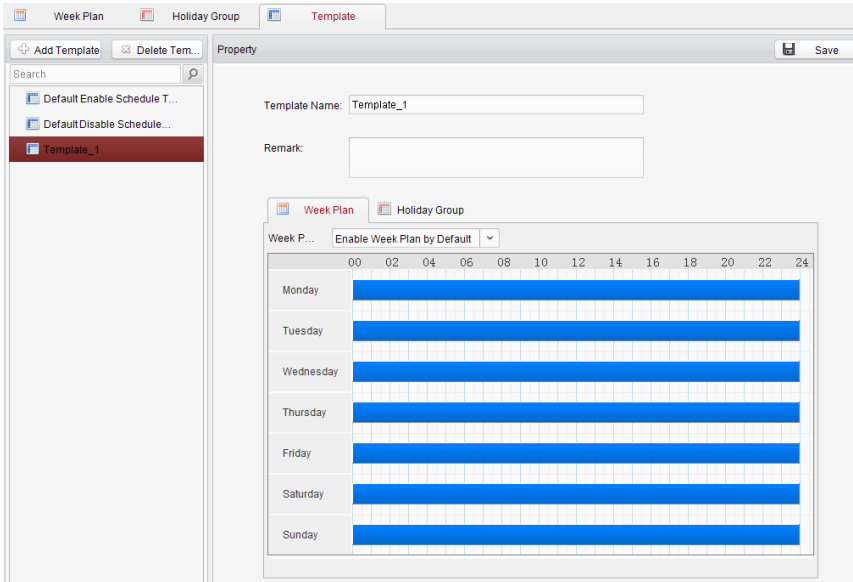 Week Plan Holiday Group Template
Add Template Delete Tem... Property Save
Search
Default Enable Schedule T...
Default Disable Schedule...
Template_1
Template Name: Template_1
Remark:
Week Plan Holiday Group
Week P... Enable Week Plan by Default
00 02 04 06 08 10 12 14 16 18 20 22 24
Monday
Tuesday
Wednesday
Thursday
Friday
Saturday
Sunday